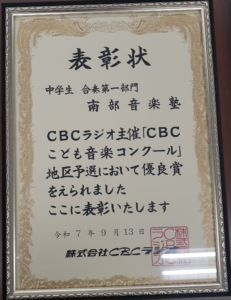 表彰状
中学生 合奏第一部門
南部音楽塾
CBCラジオ主催「CBC
こども音楽コンクール」
地区予選において優良賞
をえられました
ここに表彰いたします
令和7年9月13日
株式会社CBCラジオ